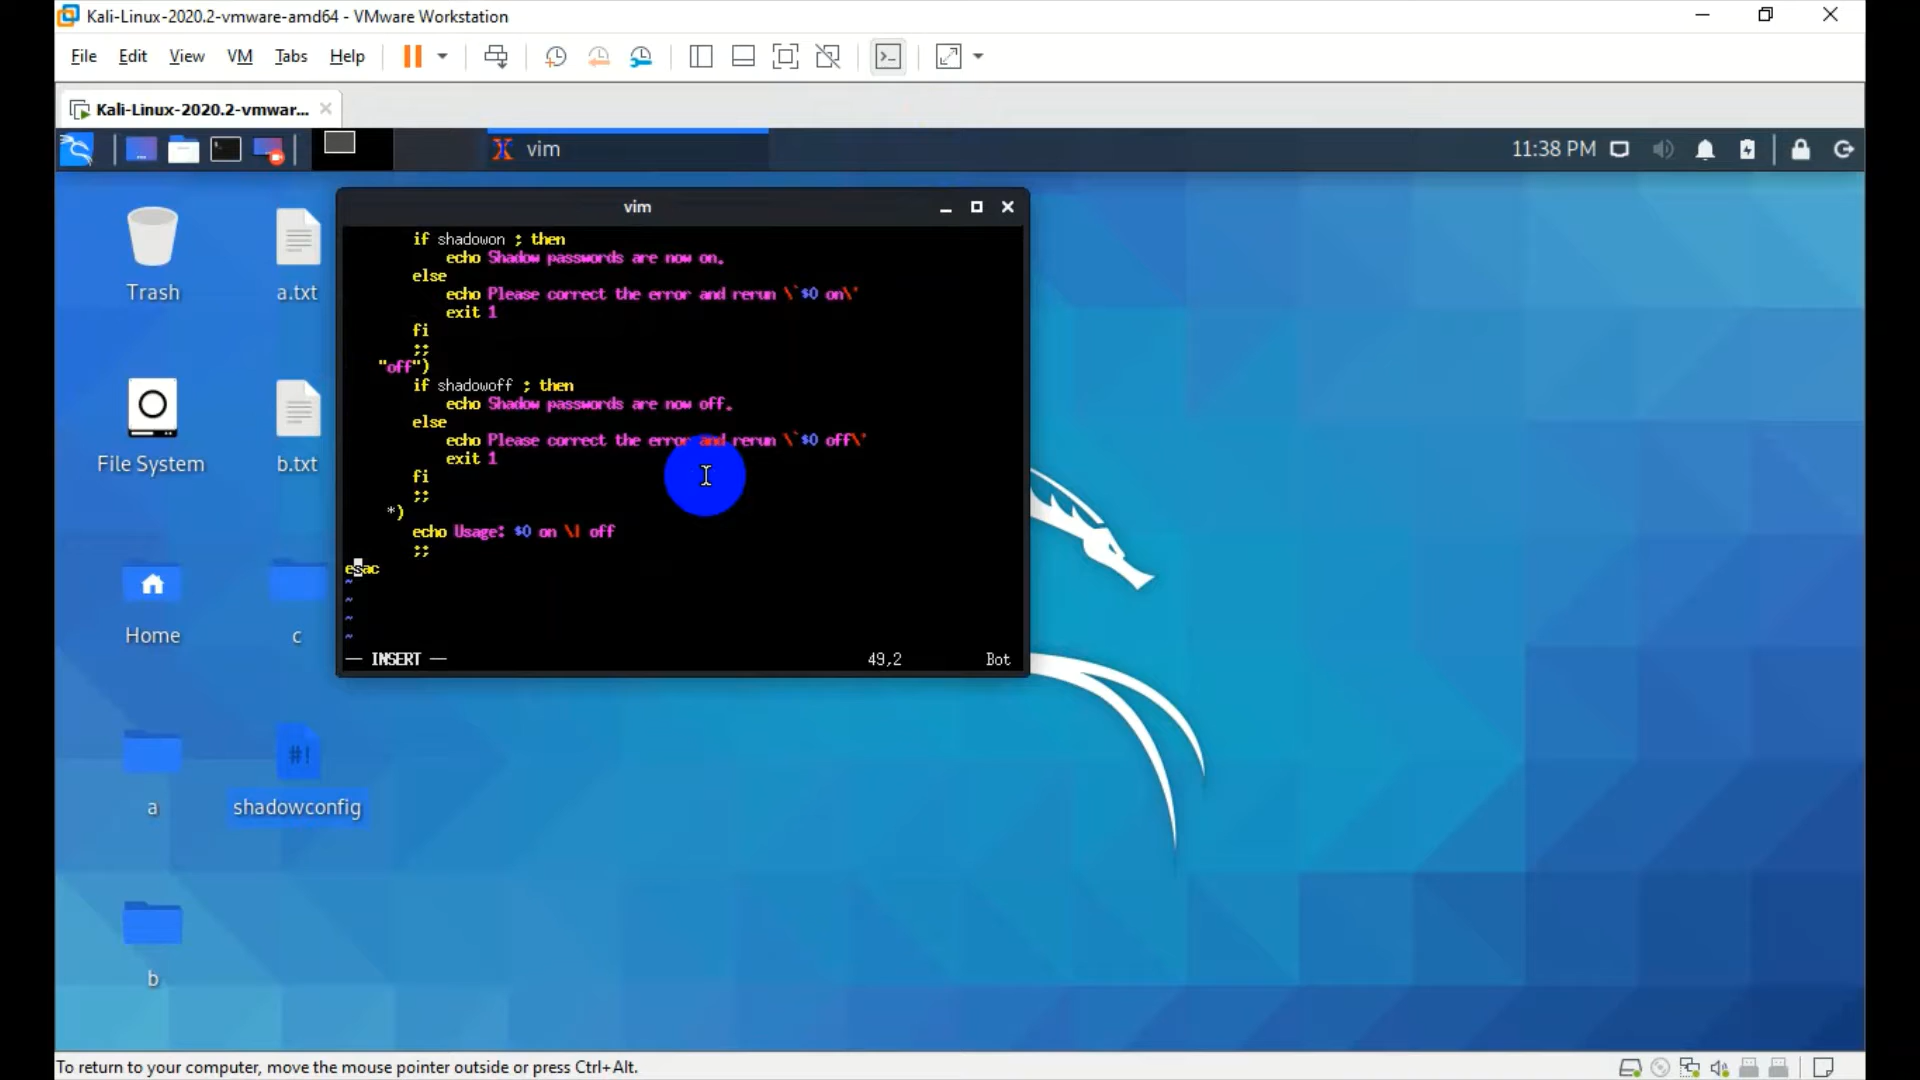 Kali-Linux-2020.2-vmware-amd64 - VMware Workstation
File Edit View VM Tabs Help
Kali-Linux-2020.2-vmwar...
vim
11:38 PM
vim
if shadowon ; then
echo Shadow passwords are now on.
else
echo Please correct the error and rerun \`$0 on\'
exit 1
fi
;;
"off")
if shadowoff ; then
echo Shadow passwords are now off.
else
echo Please correct the error and rerun \`$0 off\'
exit 1
fi
;;
*)
echo Usage: $0 on \| off
;;
esac
~
~
~
~
-- INSERT -- 49,2 Bot
Trash
a.txt
File System
b.txt
Home
c
a
#!
shadowconfig
b
To return to your computer, move the mouse pointer outside or press Ctrl+Alt.